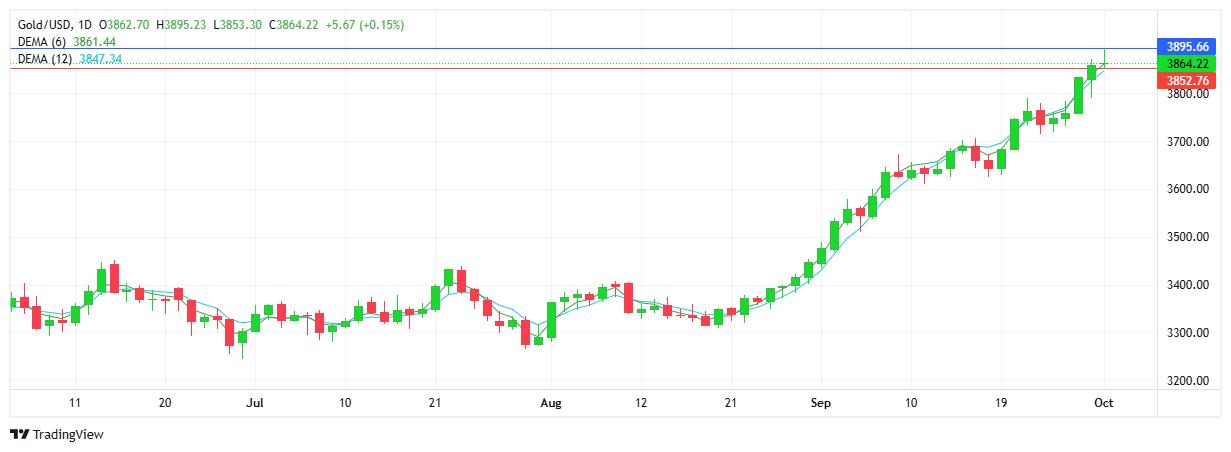 Gold/USD, 1D O3862.70 H3895.23 L3853.30 C3864.22 +5.67 (+0.15%)
DEMA (6) 3861.44
DEMA (12) 3847.34
3895.66
3864.22
3852.76
3800.00
3700.00
3600.00
3500.00
3400.00
3300.00
3200.00
11 20 Jul 10 21 Aug 12 21 Sep 10 19 Oct
TradingView